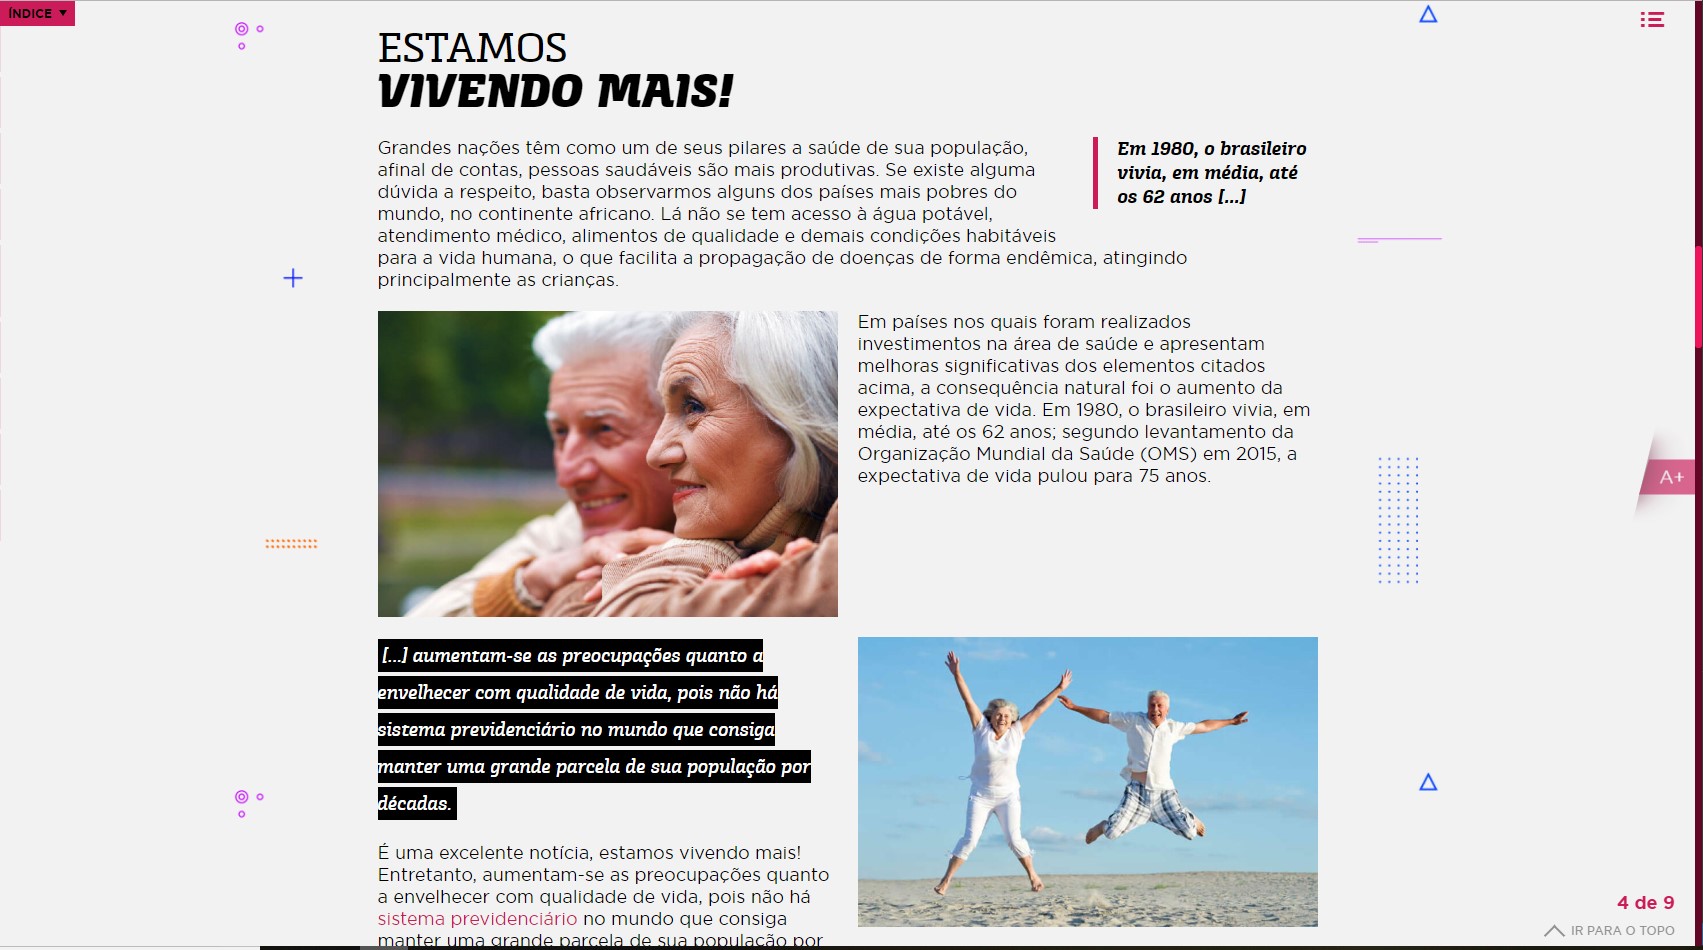 ÍNDICE
ESTAMOS
VIVENDO MAIS!
Grandes nações têm como um de seus pilares a saúde de sua população,
afinal de contas, pessoas saudáveis são mais produtivas. Se existe alguma
dúvida a respeito, basta observarmos alguns dos países mais pobres do
mundo, no continente africano. Lá não se tem acesso à água potável,
atendimento médico, alimentos de qualidade e demais condições habitáveis
para a vida humana, o que facilita a propagação de doenças de forma endêmica, atingindo
principalmente as crianças.
Em 1980, o brasileiro
vivia, em média, até
os 62 anos [...]
Em países nos quais foram realizados
investimentos na área de saúde e apresentam
melhoras significativas dos elementos citados
acima, a consequência natural foi o aumento da
expectativa de vida. Em 1980, o brasileiro vivia, em
média, até os 62 anos; segundo levantamento da
Organização Mundial da Saúde (OMS) em 2015, a
expectativa de vida pulou para 75 anos.
A+
[...] aumentam-se as preocupações quanto a
envelhecer com qualidade de vida, pois não há
sistema previdenciário no mundo que consiga
manter uma grande parcela de sua população por
décadas.
É uma excelente notícia, estamos vivendo mais!
Entretanto, aumentam-se as preocupações quanto
a envelhecer com qualidade de vida, pois não há
sistema previdenciário no mundo que consiga
manter uma grande parcela de sua população por
4 de 9
IR PARA O TOPO